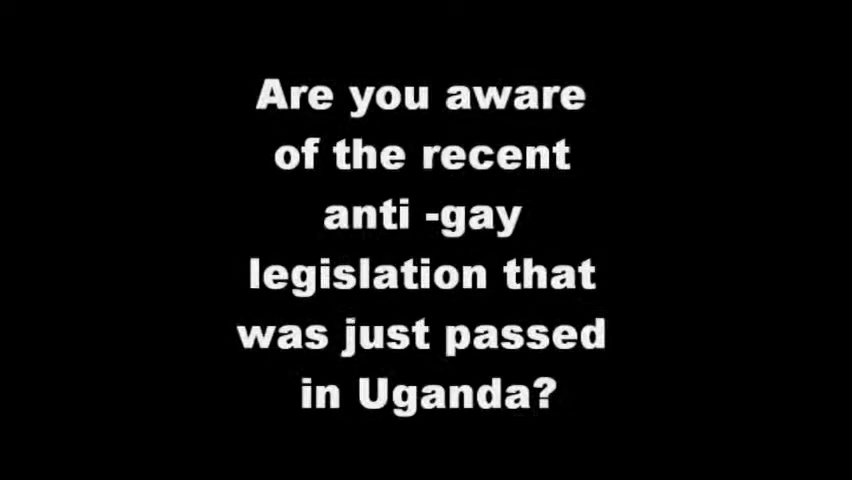 Are you aware
of the recent
anti -gay
legislation that
was just passed
in Uganda?